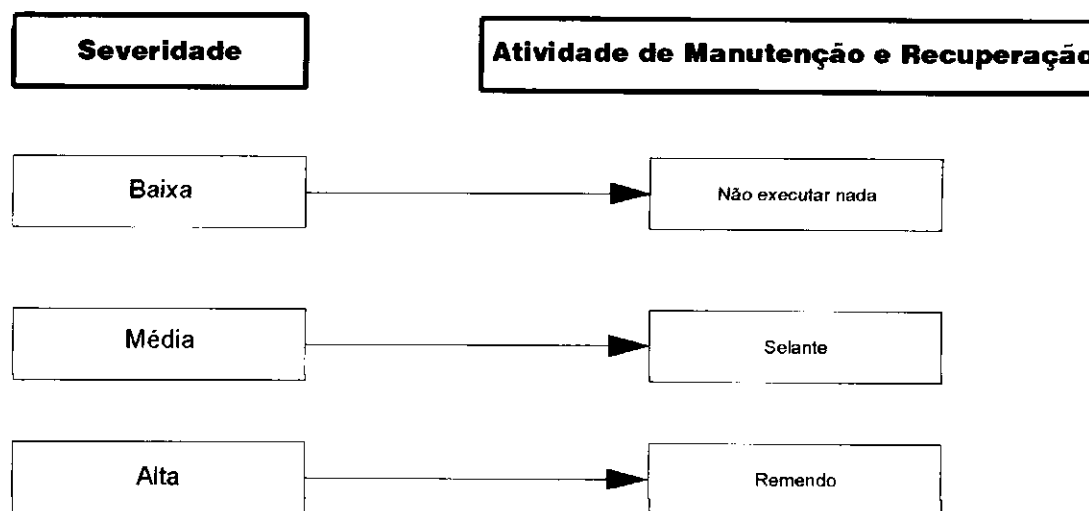 Severidade
Atividade de Manutenção e Recuperação
Baixa
Não executar nada
Média
Selante
Alta
Remendo